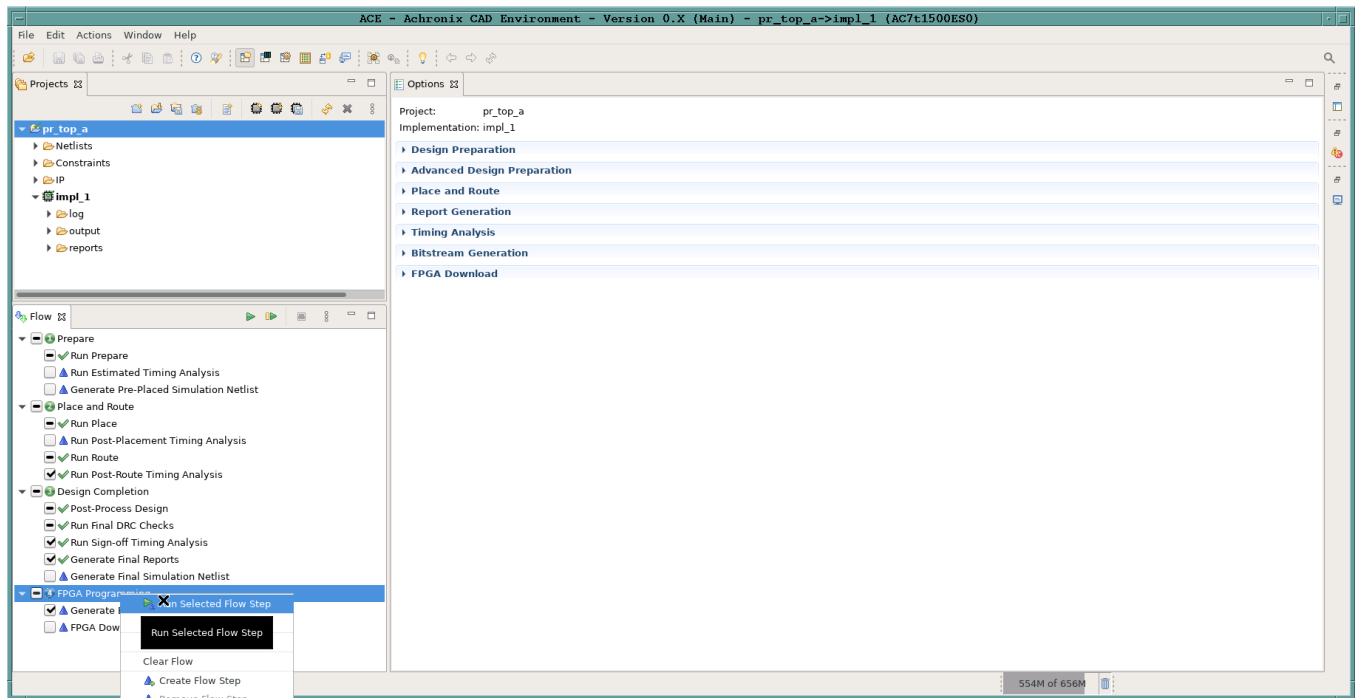 ACE - Achronix CAD Environment - Version 0.X (Main) - pr_top_a->impl_1 (AC7t1500ES0)
File Edit Actions Window Help
Projects
pr_top_a
Netlists
Constraints
IP
impl_1
log
output
reports
Options
Project: pr_top_a
Implementation: impl_1
Design Preparation
Advanced Design Preparation
Place and Route
Report Generation
Timing Analysis
Bitstream Generation
FPGA Download
Flow
Prepare
Run Prepare
Run Estimated Timing Analysis
Generate Pre-Placed Simulation Netlist
Place and Route
Run Place
Run Post-Placement Timing Analysis
Run Route
Run Post-Route Timing Analysis
Design Completion
Post-Process Design
Run Final DRC Checks
Run Sign-off Timing Analysis
Generate Final Reports
Generate Final Simulation Netlist
FPGA Programming
Generate
FPGA Dow
Selected Flow Step
Run Selected Flow Step
Clear Flow
Create Flow Step
Remove Flow Step
554M of 656M